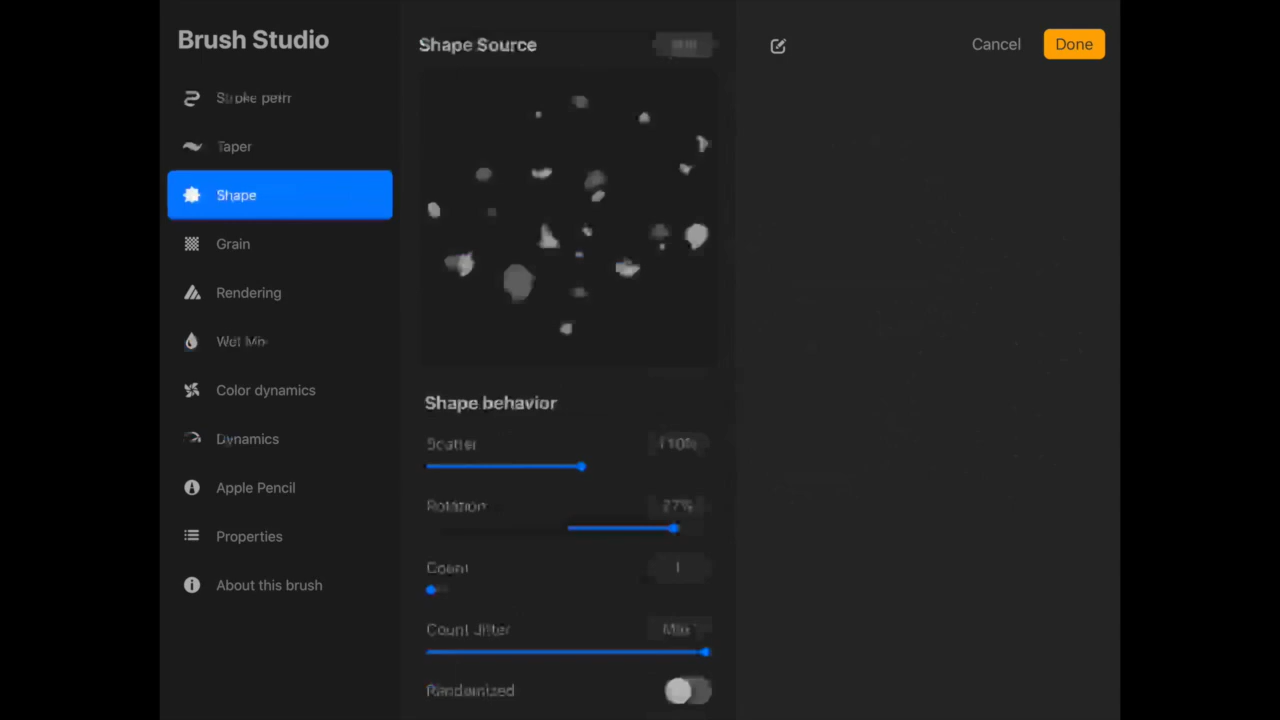 Brush Studio
Taper
Shape
Grain
Rendering
Color dynamics
Dynamics
Apple Pencil
Properties
About this brush
Shape Source
Shape behavior
Scatter
Rotation
Count
Count Jitter
Max
Randomized
Cancel
Done